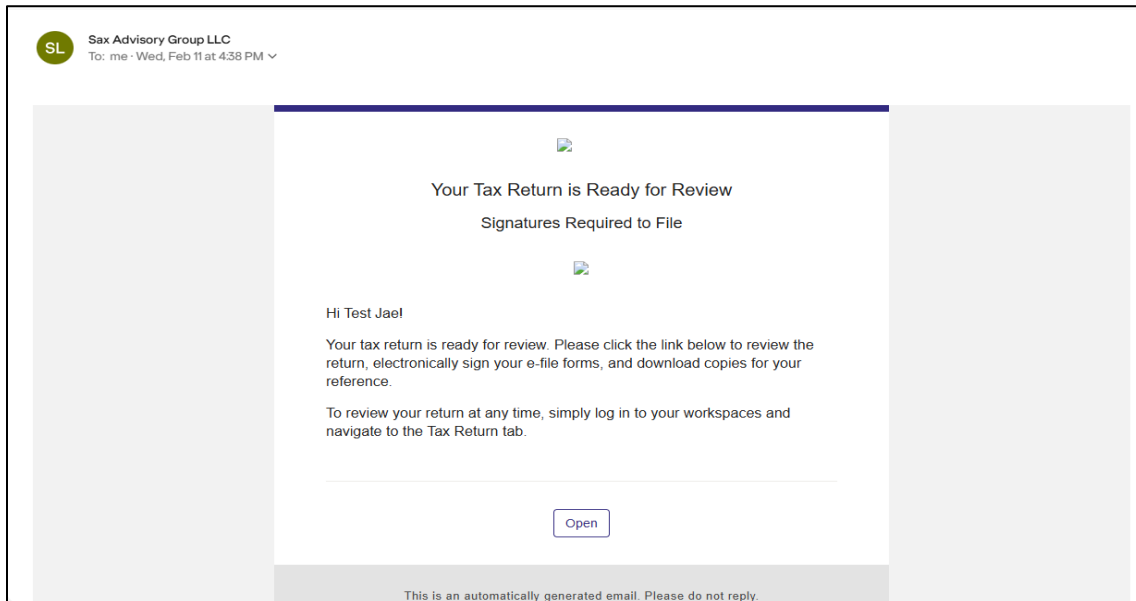 SL
Sax Advisory Group LLC
To: me · Wed, Feb 11 at 4:38 PM
Your Tax Return is Ready for Review
Signatures Required to File
Hi Test Jae!
Your tax return is ready for review. Please click the link below to review the
return, electronically sign your e-file forms, and download copies for your
reference.
To review your return at any time, simply log in to your workspaces and
navigate to the Tax Return tab.
Open
This is an automatically generated email. Please do not reply.